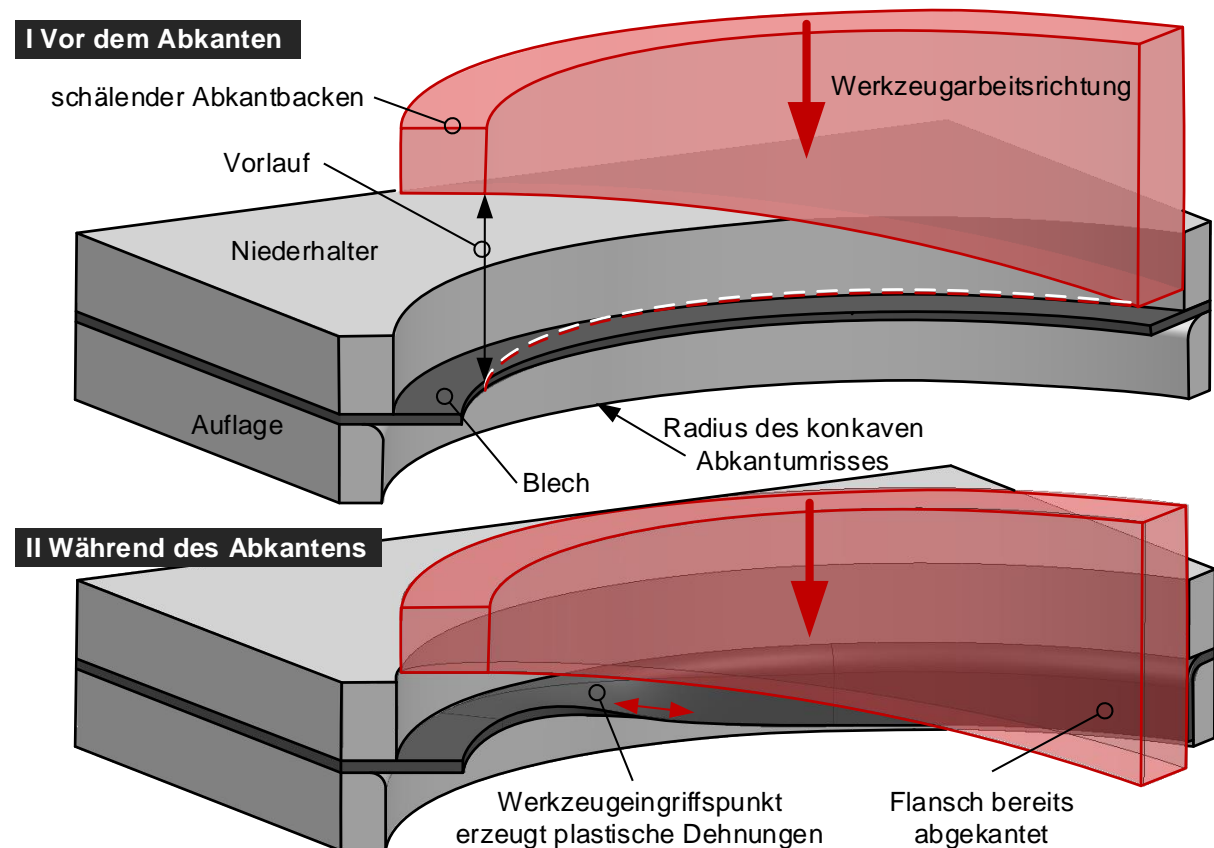 I Vor dem Abkanten
schälender Abkantbacken
Werkzeugarbeitsrichtung
Vorlauf
Niederhalter
Auflage
Radius des konkaven
Abkantumrisses
Blech
II Während des Abkantens
Werkzeugeingriffspunkt
erzeugt plastische Dehnungen
Flansch bereits
abgekantet